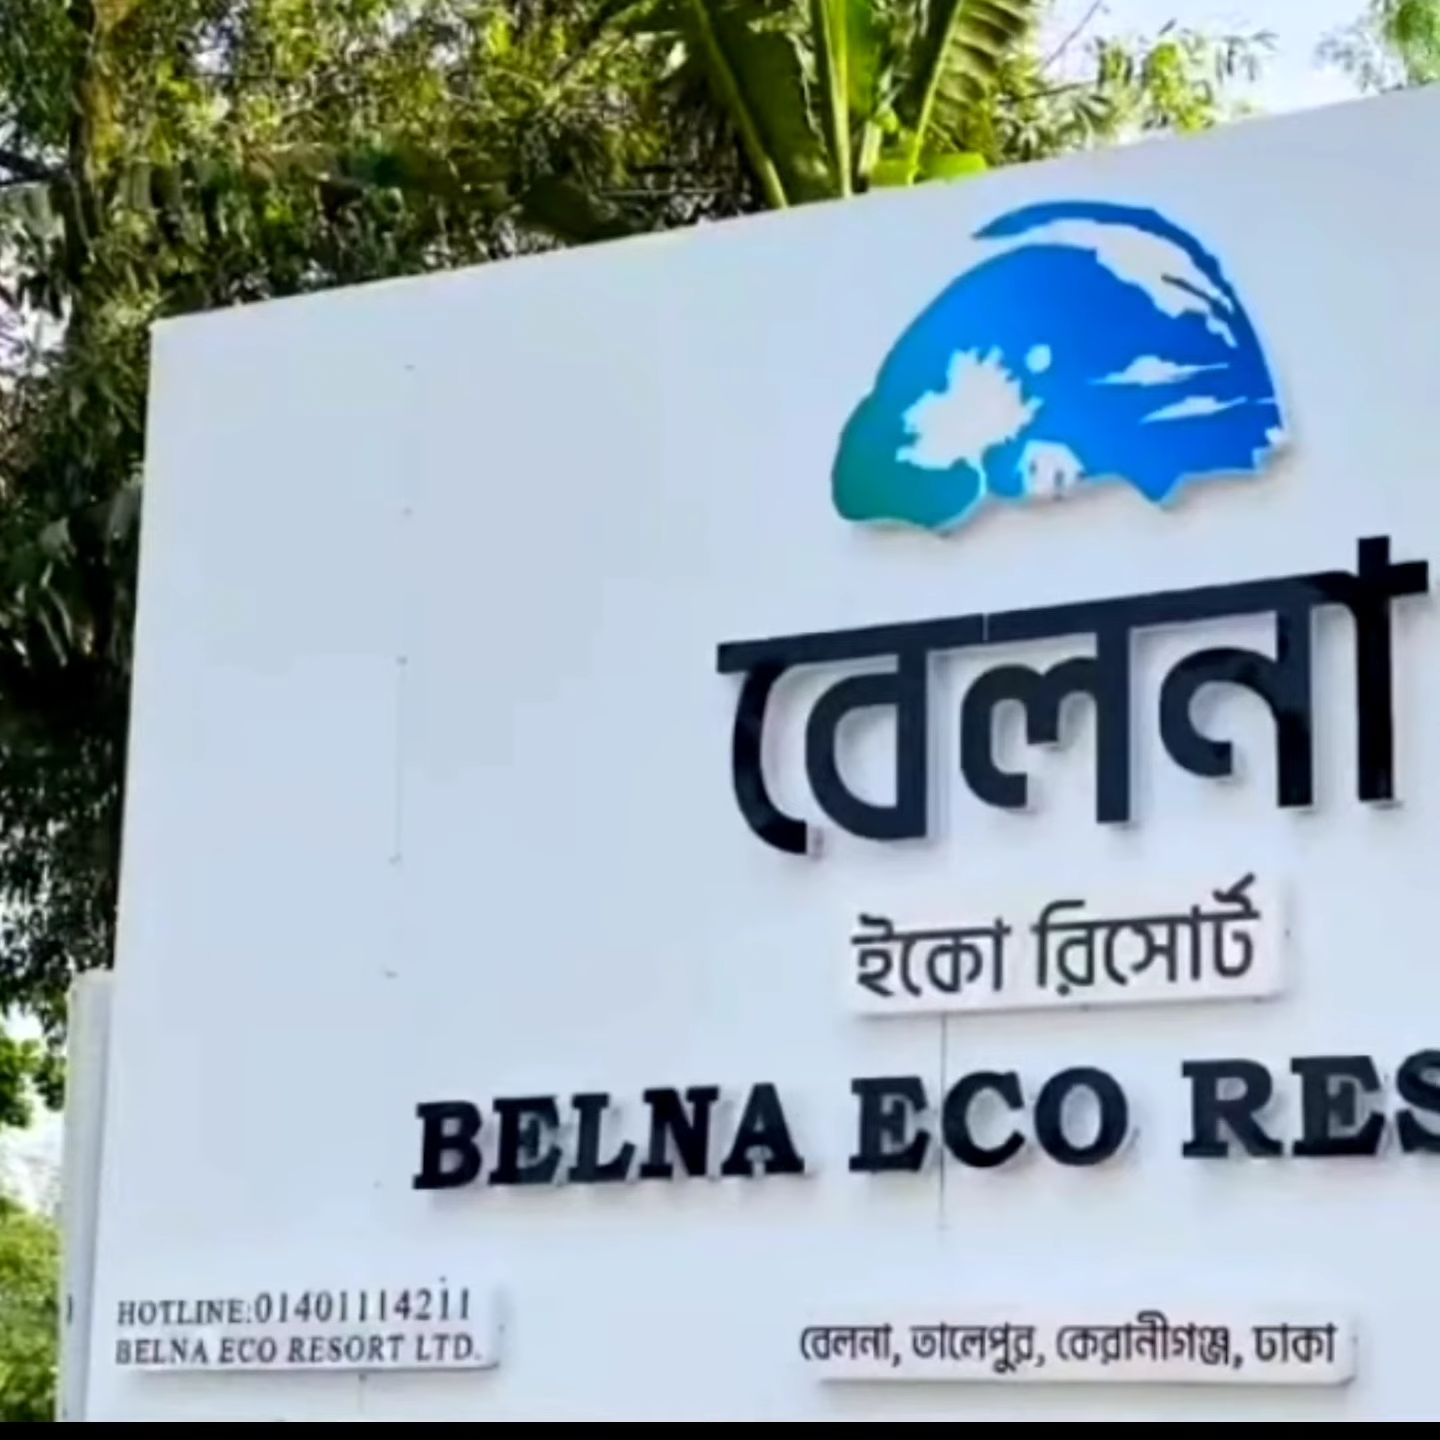 বেলনা
ইকো রিসোর্ট
BELNA ECO RES
HOTLINE:01401114211
BELNA ECO RESORT LTD.
বেলনা, তালেপুর, কেরানীগঞ্জ, ঢাকা